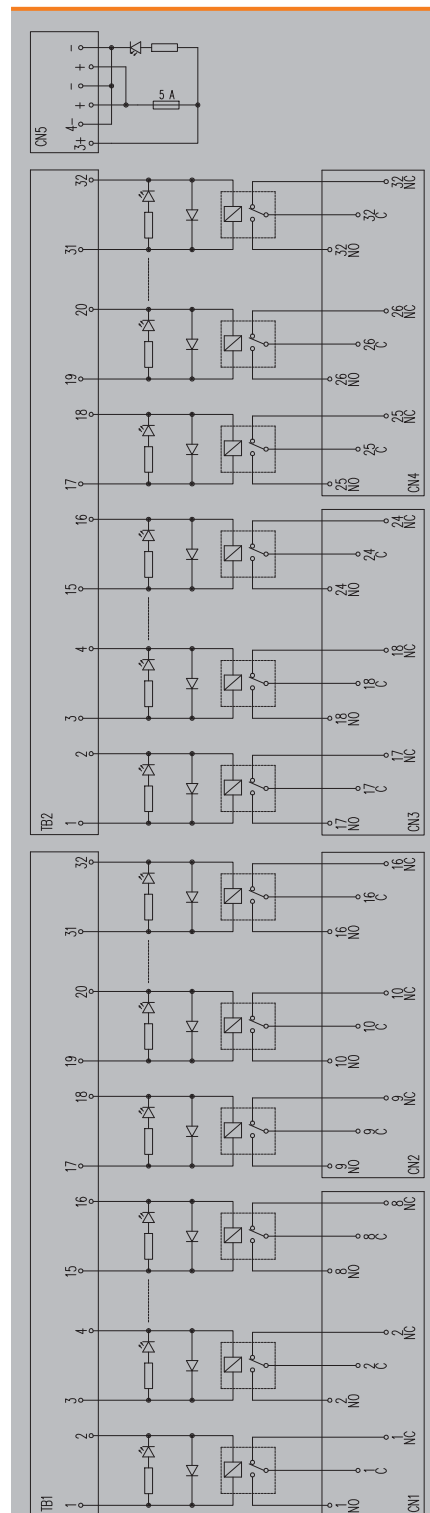 CN5
3+
4-
+
-
+
-
5 A
TB2
1
2
3
4
15
16
17
18
19
20
31
32
17 NO
17 C
17 NC
18 NO
18 C
18 NC
24 NO
24 C
24 NC
CN3
25 NO
25 C
25 NC
26 NO
26 C
26 NC
32 NO
32 C
32 NC
CN4
TB1
1
2
3
4
15
16
17
18
19
20
31
32
1 NO
1 C
1 NC
2 NO
2 C
2 NC
8 NO
8 C
8 NC
CN1
9 NO
9 C
9 NC
10 NO
10 C
10 NC
16 NO
16 C
16 NC
CN2